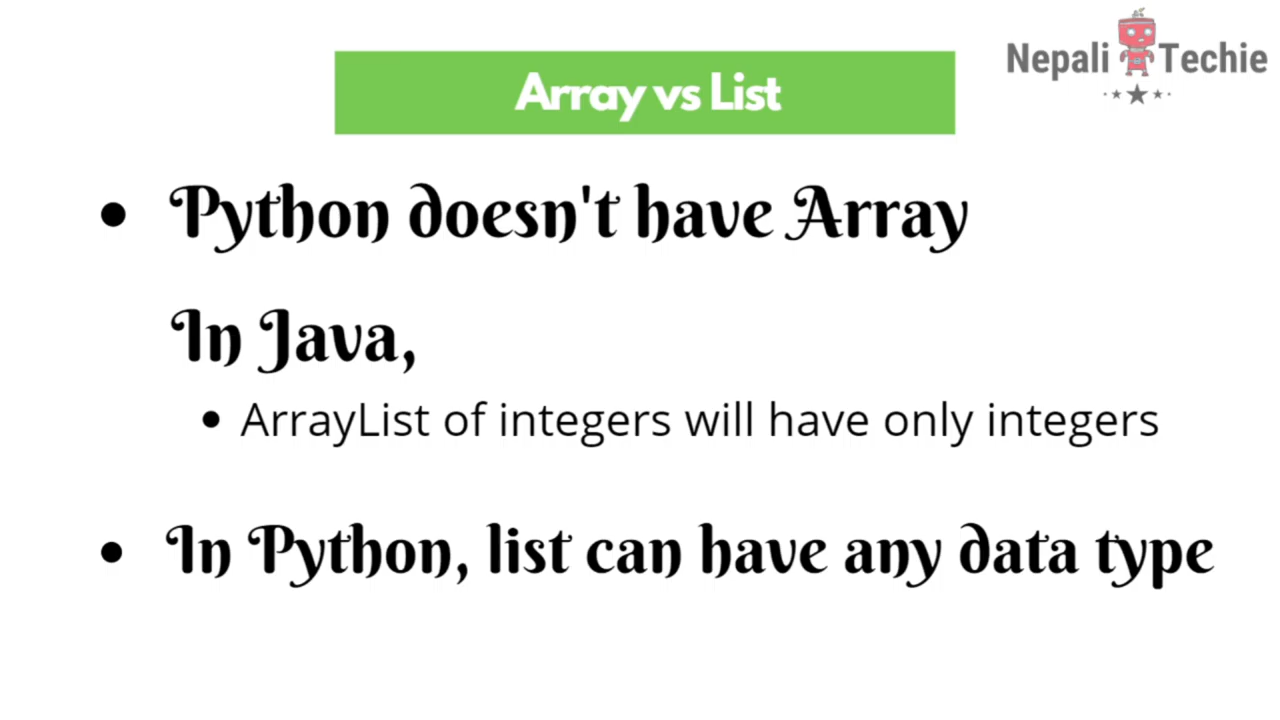 Nepali Techie
Array vs List
• Python doesn't have Array
In Java,
• ArrayList of integers will have only integers
• In Python, list can have any data type